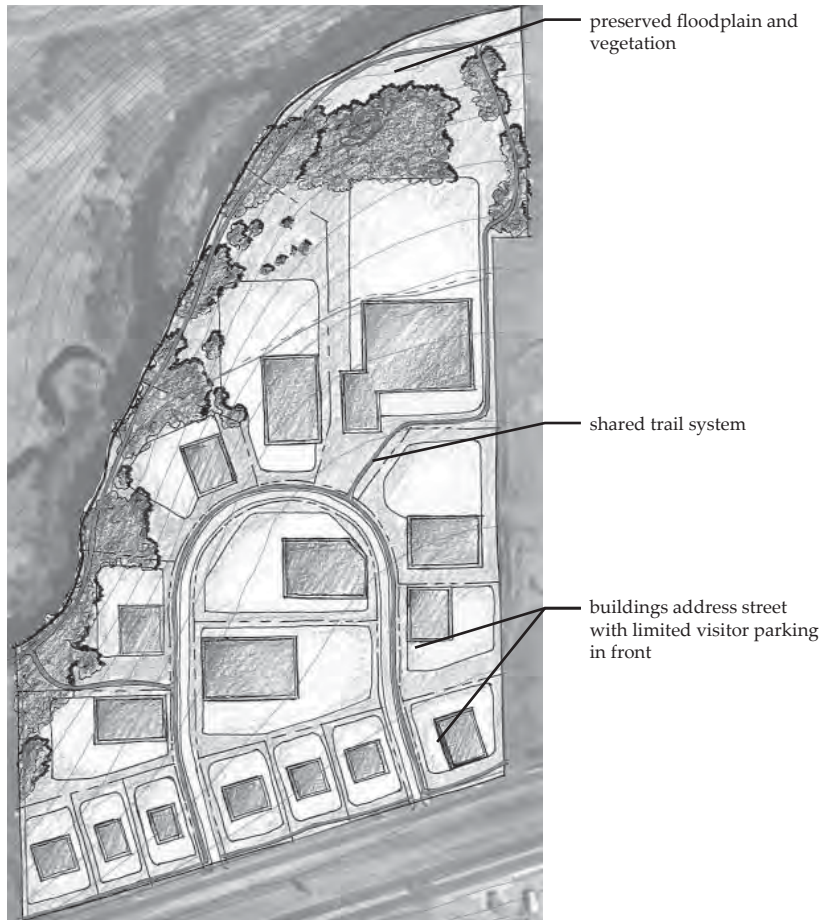 preserved floodplain and
vegetation
shared trail system
buildings address street
with limited visitor parking
in front